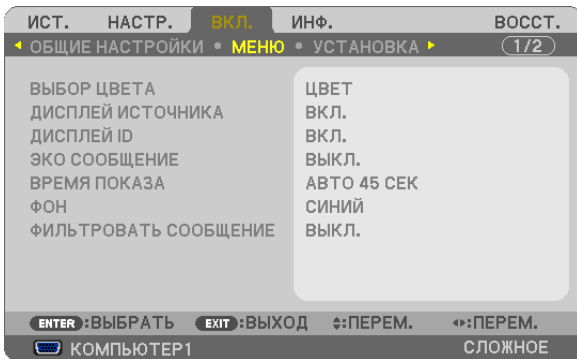 ИСТ. НАСТР. ВКЛ. ИНФ. ВОССТ.
ОБЩИЕ НАСТРОЙКИ • МЕНЮ • УСТАНОВКА 1/2
ВЫБОР ЦВЕТА ЦВЕТ
ДИСПЛЕЙ ИСТОЧНИКА ВКЛ.
ДИСПЛЕЙ ID ВКЛ.
ЭКО СООБЩЕНИЕ ВЫКЛ.
ВРЕМЯ ПОКАЗА АВТО 45 СЕК
ФОН СИНИЙ
ФИЛЬТРОВАТЬ СООБЩЕНИЕ ВЫКЛ.
ENTER :ВЫБРАТЬ EXIT :ВЫХОД :ПЕРЕМ. :ПЕРЕМ.
КОМПЬЮТЕР1 СЛОЖНОЕ